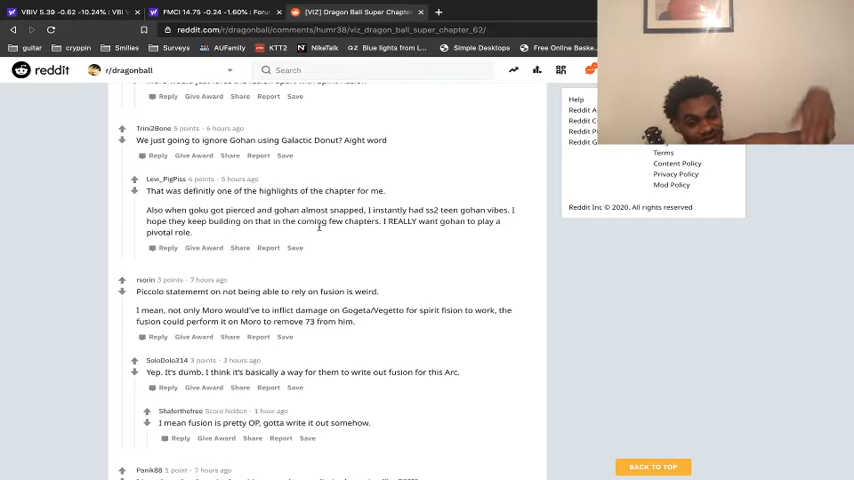 VBIV 5.39 -0.62 -10.24% : VBIV
FMCI 14.75 -0.24 -1.60% : Forum
[VIZ] Dragon Ball Super Chapter
reddit.com/r/dragonball/comments/humr38/viz_dragon_ball_super_chapter_62/
guitar cryppin Smilies Surveys AUFamily KTT2 NikeTalk Blue lights from l... Simple Desktops Free Online Baske
reddit r/dragonball Search
Reply Give Award Share Report Save
Trini2Bone 5 points · 6 hours ago
We just going to ignore Gohan using Galactic Donut? Aight word
Reply Give Award Share Report Save
Levi_PigPiss 6 points · 5 hours ago
That was definitly one of the highlights of the chapter for me.
Also when goku got pierced and gohan almost snapped, I instantly had ss2 teen gohan vibes. I
hope they keep building on that in the coming few chapters. I REALLY want gohan to play a
pivotal role.
Reply Give Award Share Report Save
rsorin 3 points · 7 hours ago
Piccolo statememt on not being able to rely on fusion is weird.
I mean, not only Moro would've to inflict damage on Gogeta/Vegetto for spirit fision to work, the
fusion could perform it on Moro to remove 73 from him.
Reply Give Award Share Report Save
SoloDolo314 3 points · 3 hours ago
Yep. It's dumb. I think it's basically a way for them to write out fusion for this Arc.
Reply Give Award Share Report Save
Shaferthefree Score hidden · 1 hour ago
I mean fusion is pretty OP, gotta write it out somehow.
Reply Give Award Share Report Save
Panik88 1 point · 7 hours ago
Help
Reddit A
Reddit C
Reddit P
Reddit G
Terms
Content Policy
Privacy Policy
Mod Policy
Reddit Inc © 2020. All rights reserved
BACK TO TOP